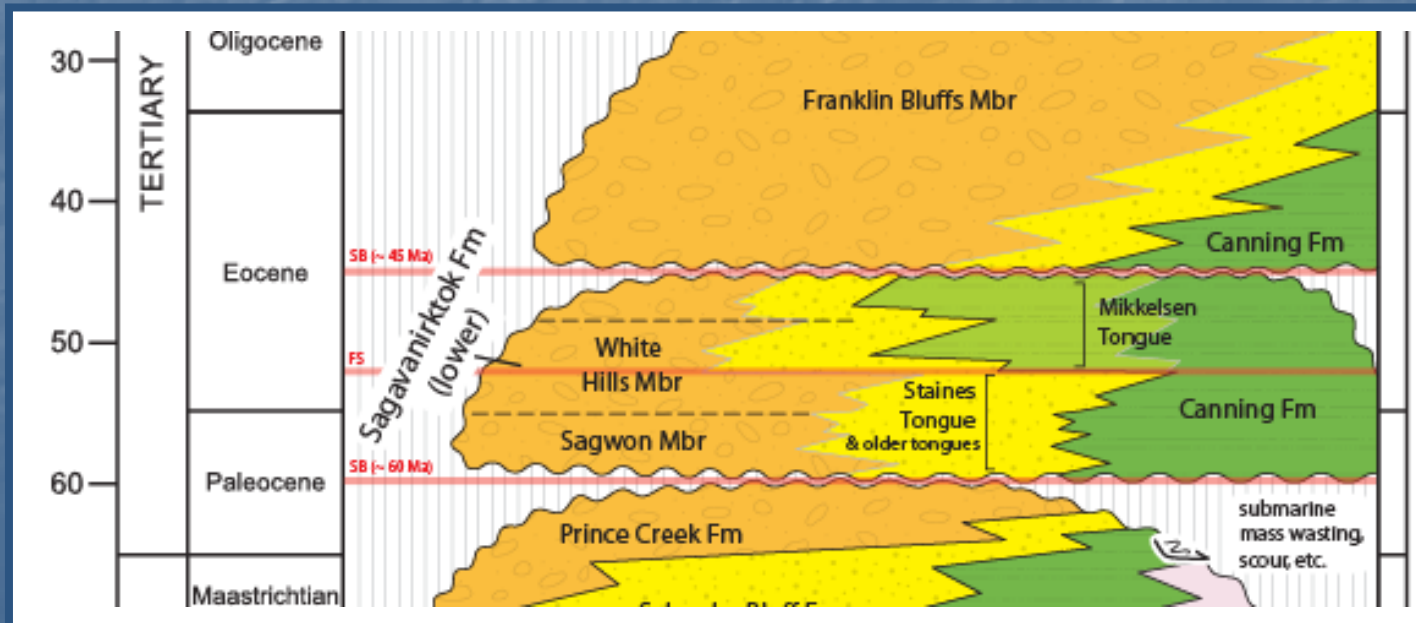 Oligocene
30
TERTIARY
Franklin Bluffs Mbr
40
Eocene
SB (~ 45 Ma)
Canning Fm
Sagavanirktok Fm
(lower)
Mikkelsen
Tongue
50
White
Hills Mbr
FS
Staines
Tongue
& older tongues
Canning Fm
Sagwon Mbr
SB (~ 60 Ma)
60
Paleocene
submarine
mass wasting,
scour, etc.
Prince Creek Fm
Maastrichtian